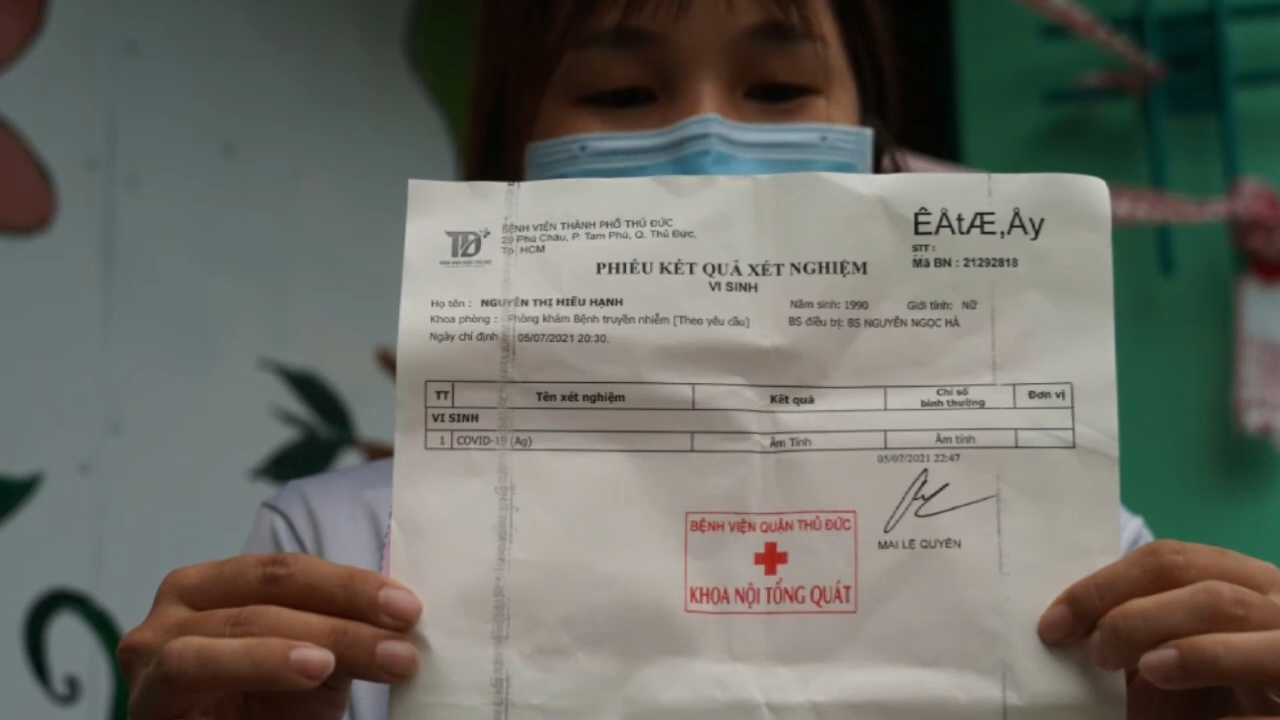 BỆNH VIỆN THÀNH PHỐ THỦ ĐỨC
29 Phú Châu, P. Tam Phú, Q. Thủ Đức,
Tp. HCM
TD
ÊÂtÆ‚Ây
STT :
Mã BN : 21292818
PHIẾU KẾT QUẢ XÉT NGHIỆM
VI SINH
Họ tên : NGUYỄN THỊ HIẾU HẠNH Năm sinh: 1990 Giới tính: Nữ
Khoa phòng : Phòng khám Bệnh truyền nhiễm [Theo yêu cầu] BS điều trị: BS NGUYỄN NGỌC HÀ
Ngày chỉ định : 05/07/2021 20:30.
TT Tên xét nghiệm Kết quả Chỉ số bình thường Đơn vị
VI SINH
1 COVID-19 (Ag) Âm Tính Âm tính
05/07/2021 22:47
MAI LỆ QUYÊN
BỆNH VIỆN QUẬN THỦ ĐỨC
KHOA NỘI TỔNG QUÁT